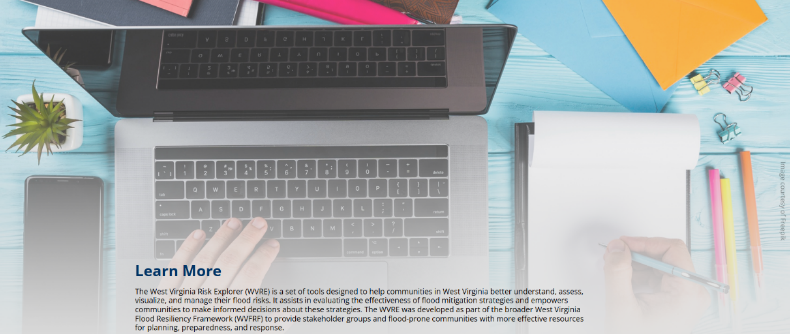 Learn More
The West Virginia Risk Explorer (WVRE) is a set of tools designed to help communities in West Virginia better understand, assess,
visualize, and manage their flood risks. It assists in evaluating the effectiveness of flood mitigation strategies and empowers
communities to make informed decisions about these strategies. The WVRE was developed as part of the broader West Virginia
Flood Resiliency Framework (WVFRF) to provide stakeholder groups and flood-prone communities with more effective resources
for planning, preparedness, and response.
Image courtesy of Freepik